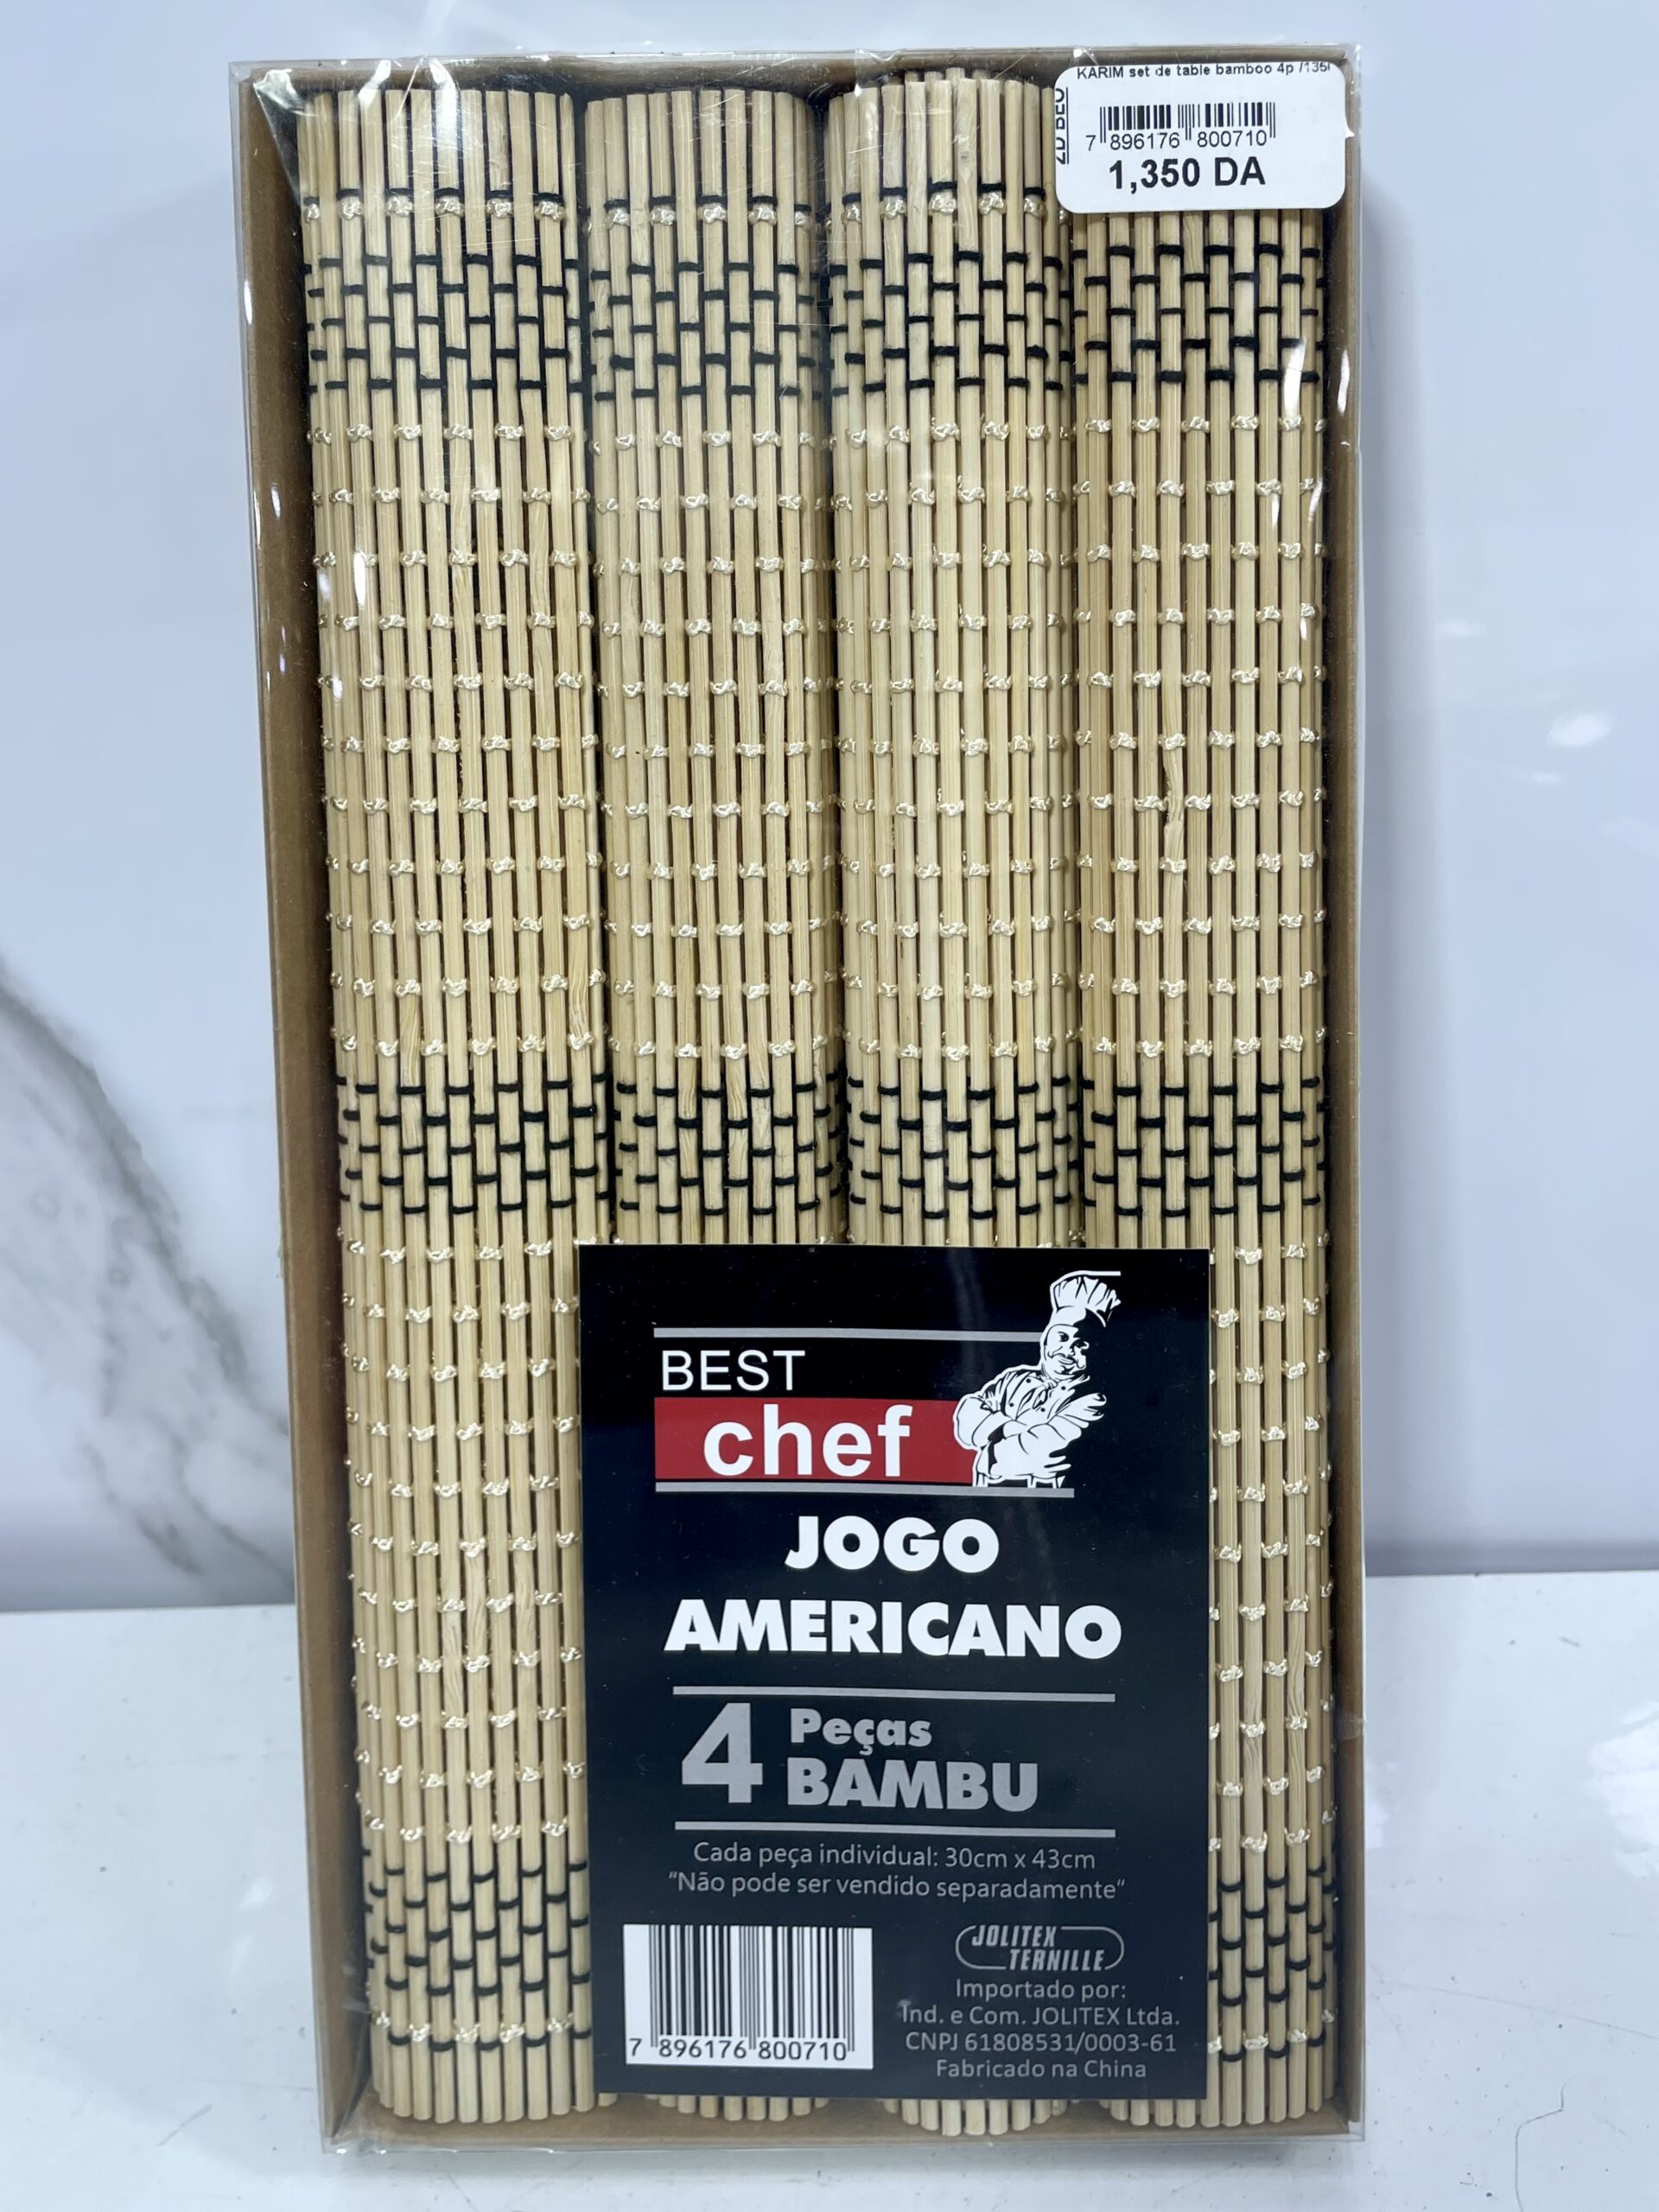 KARIM set de table bamboo 4p /135
7 896176 800710
1,350 DA
BEST
chef
JOGO
AMERICANO
4 Peças
BAMBU
Cada peça individual: 30cm x 43cm
"Não pode ser vendido separadamente"
JOLITEX
TERNILLE
Importado por:
Ind. e Com. JOLITEX Ltda.
CNPJ 61808531/0003-61
Fabricado na China
7 896176 800710